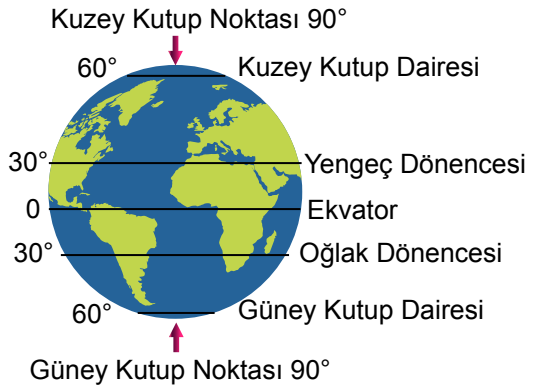 Kuzey Kutup Noktası 90°
60° Kuzey Kutup Dairesi
30° Yengeç Dönencesi
0 Ekvator
30° Oğlak Dönencesi
60° Güney Kutup Dairesi
Güney Kutup Noktası 90°